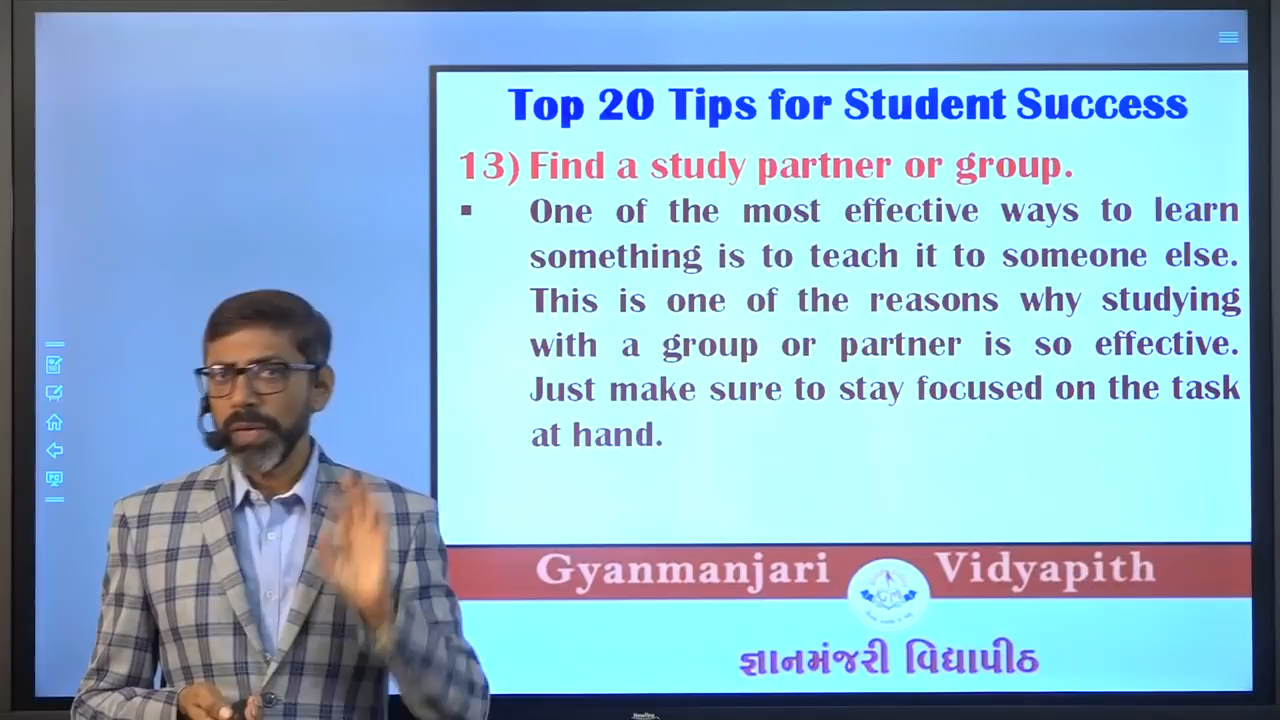 Top 20 Tips for Student Success
13) Find a study partner or group.
▪ One of the most effective ways to learn
something is to teach it to someone else.
This is one of the reasons why studying
with a group or partner is so effective.
Just make sure to stay focused on the task
at hand.
Gyanmanjari Vidyapith
GM
જ્ઞાનમંજરી વિદ્યાપીઠ